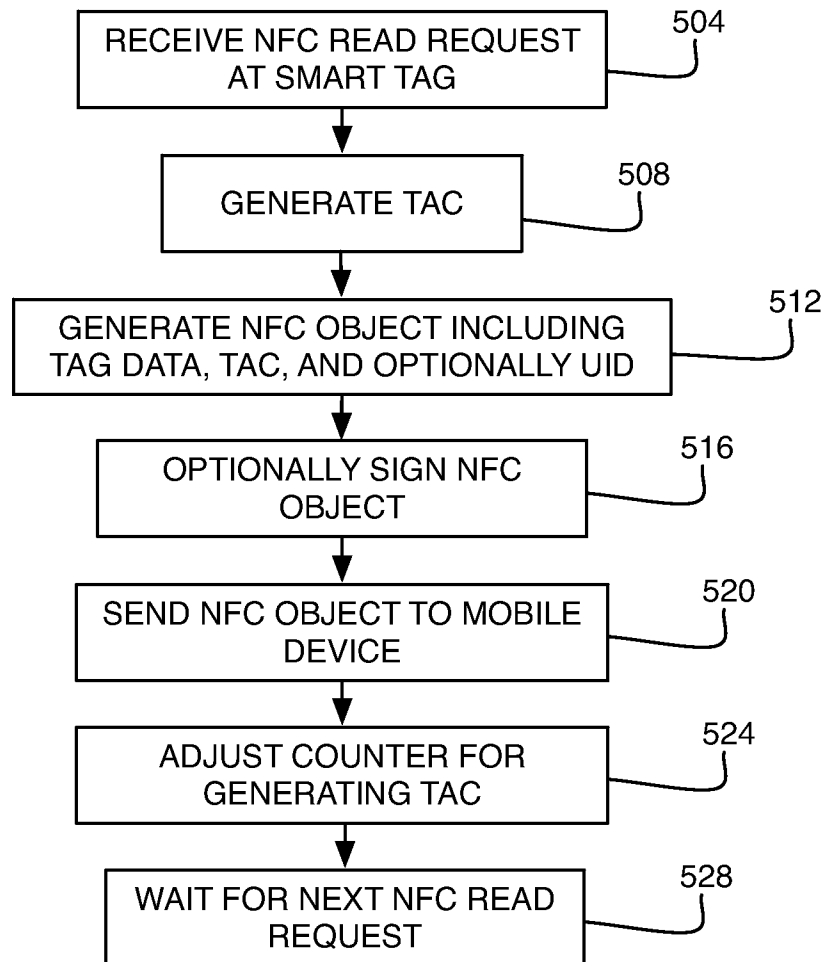 RECEIVE NFC READ REQUEST
AT SMART TAG
504
GENERATE TAC
508
GENERATE NFC OBJECT INCLUDING
TAG DATA, TAC, AND OPTIONALLY UID
512
OPTIONALLY SIGN NFC
OBJECT
516
SEND NFC OBJECT TO MOBILE
DEVICE
520
ADJUST COUNTER FOR
GENERATING TAC
524
WAIT FOR NEXT NFC READ
REQUEST
528